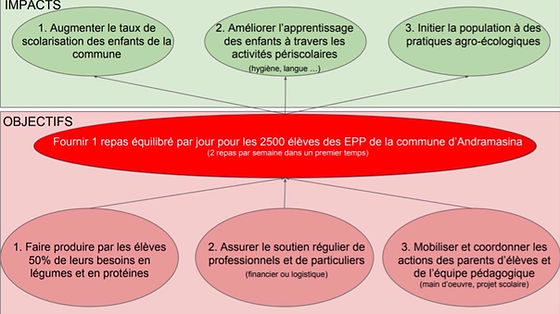 IMPACTS
1. Augmenter le taux de
scolarisation des enfants de la
commune
2. Améliorer l'apprentissage
des enfants à travers les
activités périscolaires
(hygiène, langue ...)
3. Initier la population à des
pratiques agro-écologiques
OBJECTIFS
Fournir 1 repas équilibré par jour pour les 2500 élèves des EPP de la commune d'Andramasina
(2 repas par semaine dans un premier temps)
1. Faire produire par les élèves
50% de leurs besoins en
légumes et en protéines
2. Assurer le soutien régulier de
professionnels et de particuliers
(financier ou logistique)
3. Mobiliser et coordonner les
actions des parents d'élèves et
de l'équipe pédagogique
(main d'oeuvre, projet scolaire)